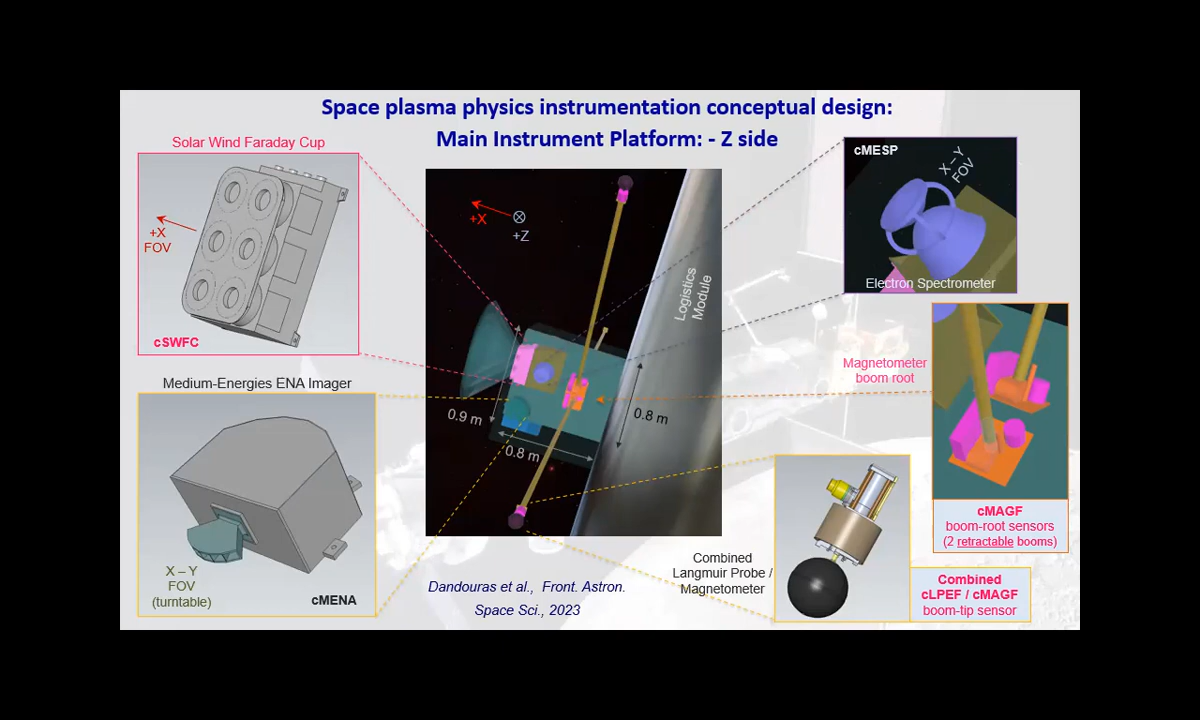 Space plasma physics instrumentation conceptual design:
Main Instrument Platform: - Z side
Solar Wind Faraday Cup
+X
FOV
cSWFC
Medium-Energies ENA Imager
X – Y
FOV
(turntable)
cMENA
+X
+Z
Logistics
Module
0.9 m
0.8 m
0.8 m
Dandouras et al., Front. Astron.
Space Sci., 2023
cMESP
X – Y
FOV
Electron Spectrometer
Magnetometer
boom root
cMAGF
boom-root sensors
(2 retractable booms)
Combined
Langmuir Probe /
Magnetometer
Combined
cLPEF / cMAGF
boom-tip sensor